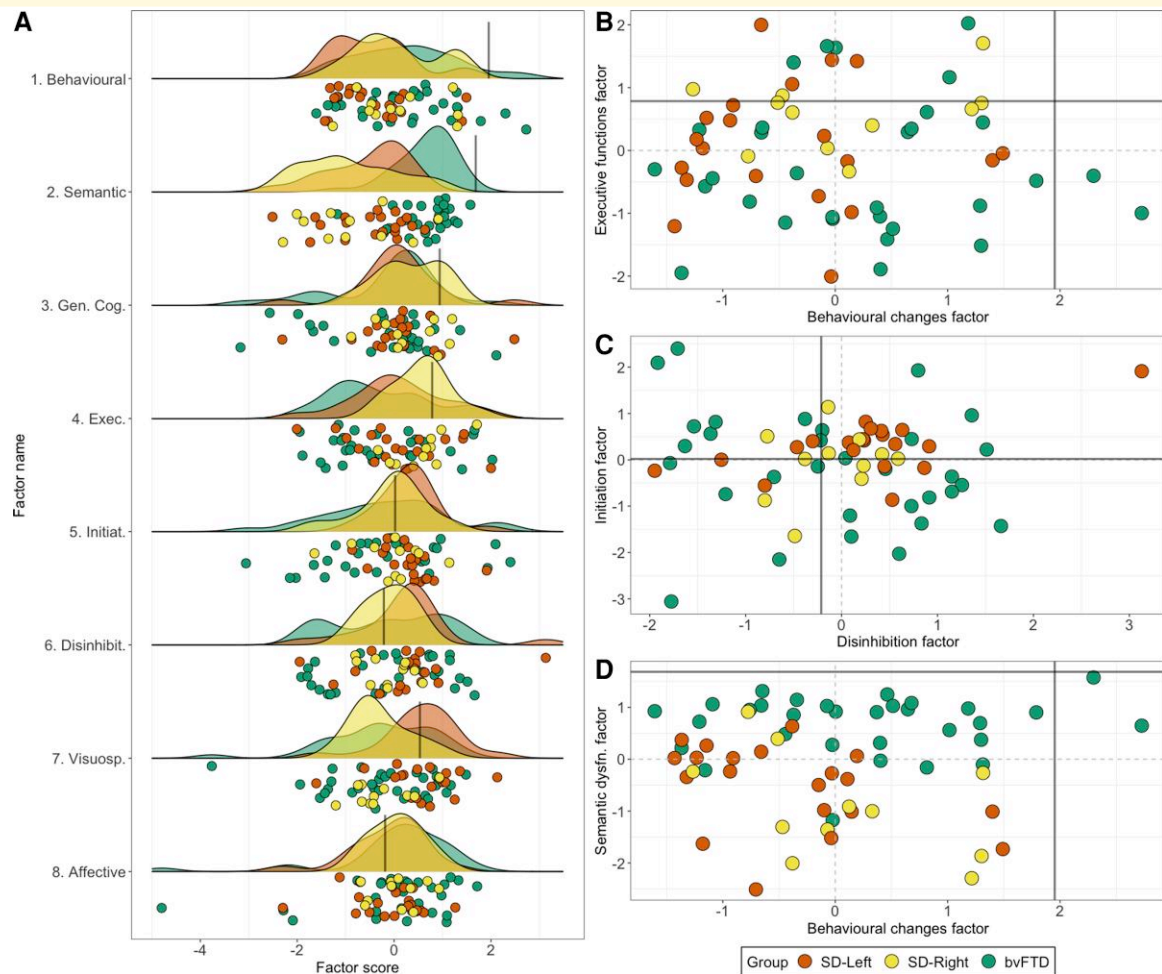 A
1. Behavioural
2. Semantic
3. Gen. Cog.
4. Exec.
5. Initiat.
6. Disinhibit.
7. Visuosp.
8. Affective
Factor name
-4 -2 0 2
Factor score
B
2
1
0
-1
-2
Executive functions factor
-1 0 1 2
Behavioural changes factor
C
2
1
0
-1
-2
-3
Initiation factor
-2 -1 0 1 2 3
Disinhibition factor
D
1
0
-1
-2
Semantic dysfn. factor
-1 0 1 2
Behavioural changes factor
Group SD-Left SD-Right bvFTD